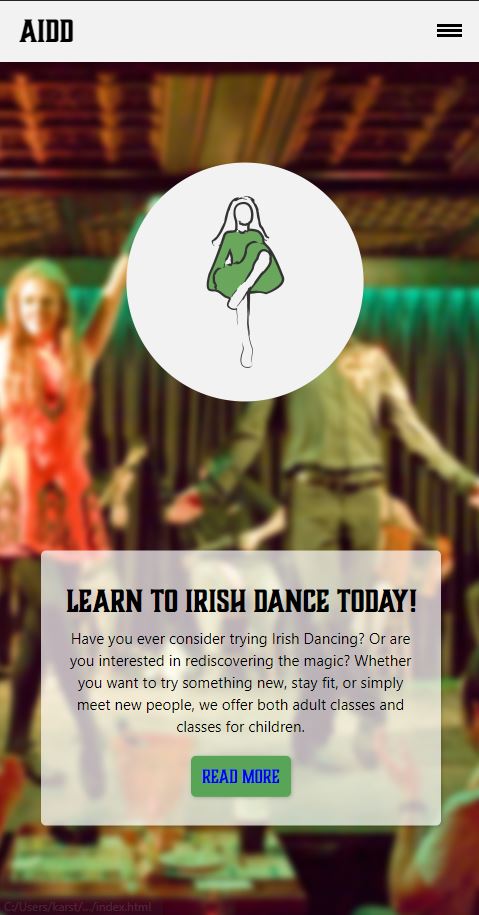 AIDD
LEARN TO IRISH DANCE TODAY!
Have you ever consider trying Irish Dancing? Or are
you interested in rediscovering the magic? Whether
you want to try something new, stay fit, or simply
meet new people, we offer both adult classes and
classes for children.
READ MORE
C:/Users/karst/.../index.html